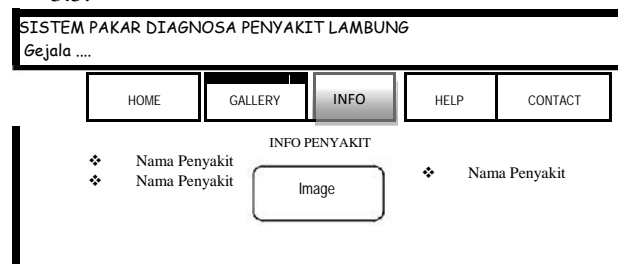 SISTEM PAKAR DIAGNOSA PENYAKIT LAMBUNG
Gejala ....
HOME GALLERY INFO HELP CONTACT
INFO PENYAKIT
❖ Nama Penyakit
❖ Nama Penyakit
Image
❖ Nama Penyakit